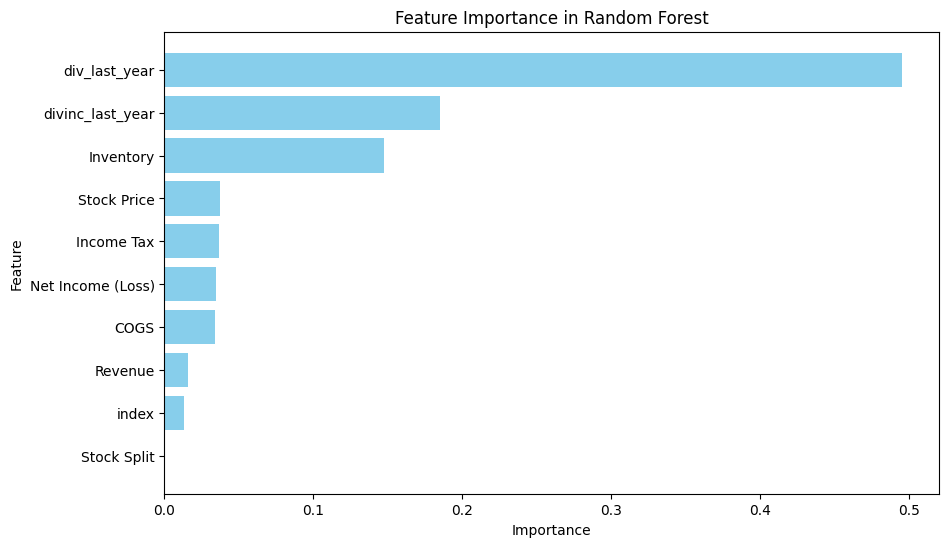 Feature Importance in Random Forest
div_last_year
divinc_last_year
Inventory
Stock Price
Income Tax
Net Income (Loss)
COGS
Revenue
index
Stock Split
Feature
0.0 0.1 0.2 0.3 0.4 0.5
Importance